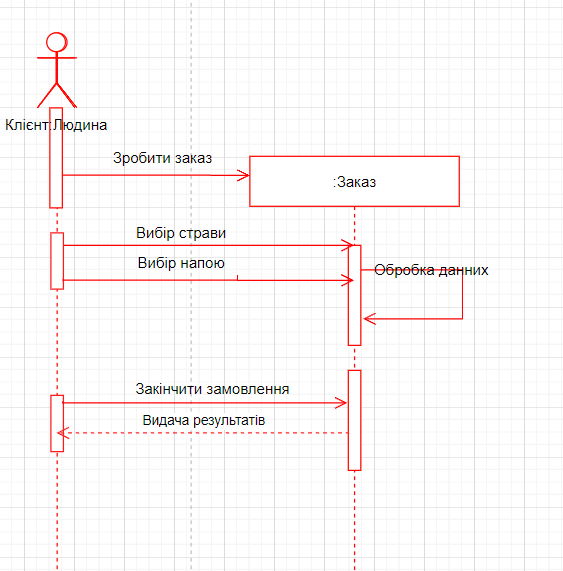 Клієнт:Людина
Зробити заказ
:Заказ
Вибір страви
Вибір напою
Обробка данних
Закінчити замовлення
Видача результатів